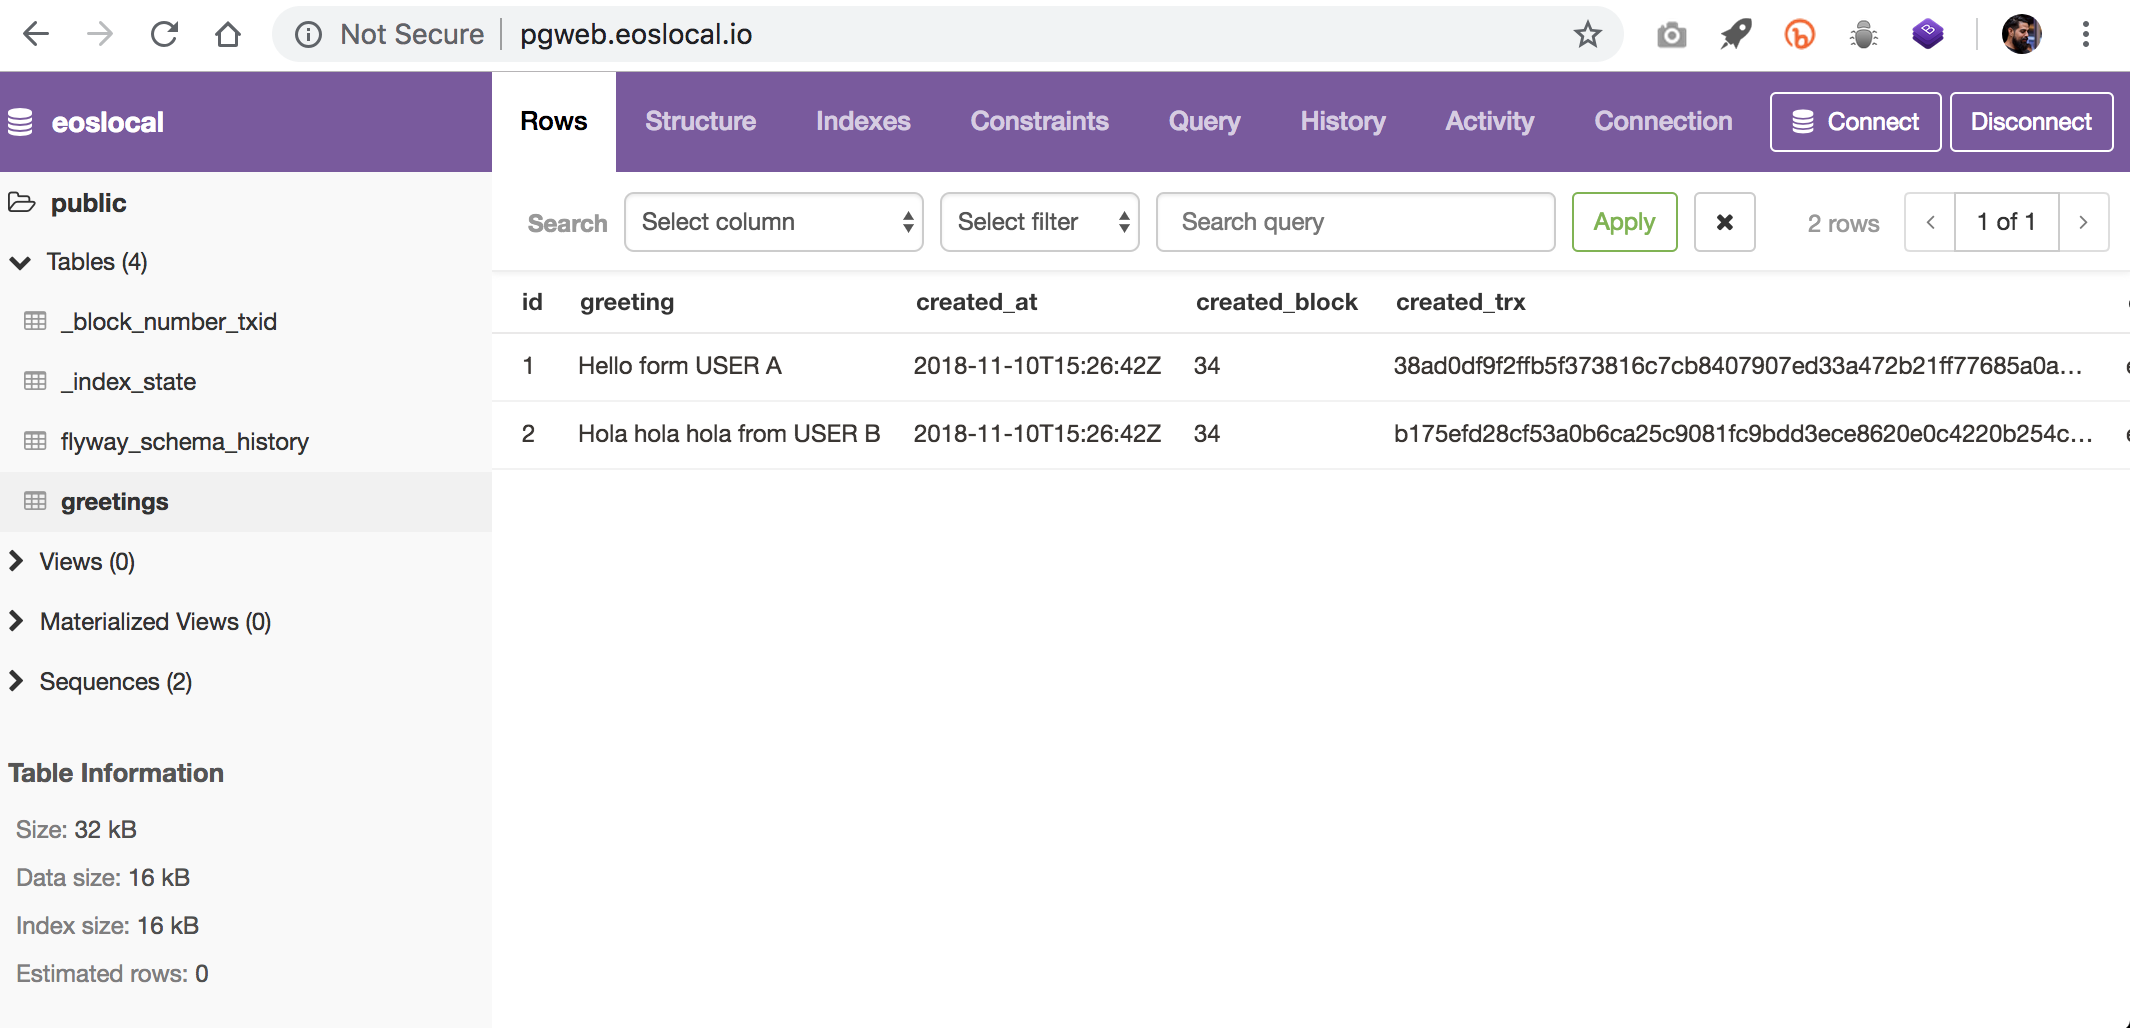 Not Secure pgweb.eoslocal.io
eoslocal
Rows Structure Indexes Constraints Query History Activity Connection Connect Disconnect
public
Tables (4)
_block_number_txid
_index_state
flyway_schema_history
greetings
Views (0)
Materialized Views (0)
Sequences (2)
Table Information
Size: 32 kB
Data size: 16 kB
Index size: 16 kB
Estimated rows: 0
Search Select column Select filter Search query Apply 2 rows 1 of 1
id greeting created_at created_block created_trx
1 Hello form USER A 2018-11-10T15:26:42Z 34 38ad0df9f2ffb5f373816c7cb8407907ed33a472b21ff77685a0a...
2 Hola hola hola from USER B 2018-11-10T15:26:42Z 34 b175efd28cf53a0b6ca25c9081fc9bdd3ece8620e0c4220b254c...